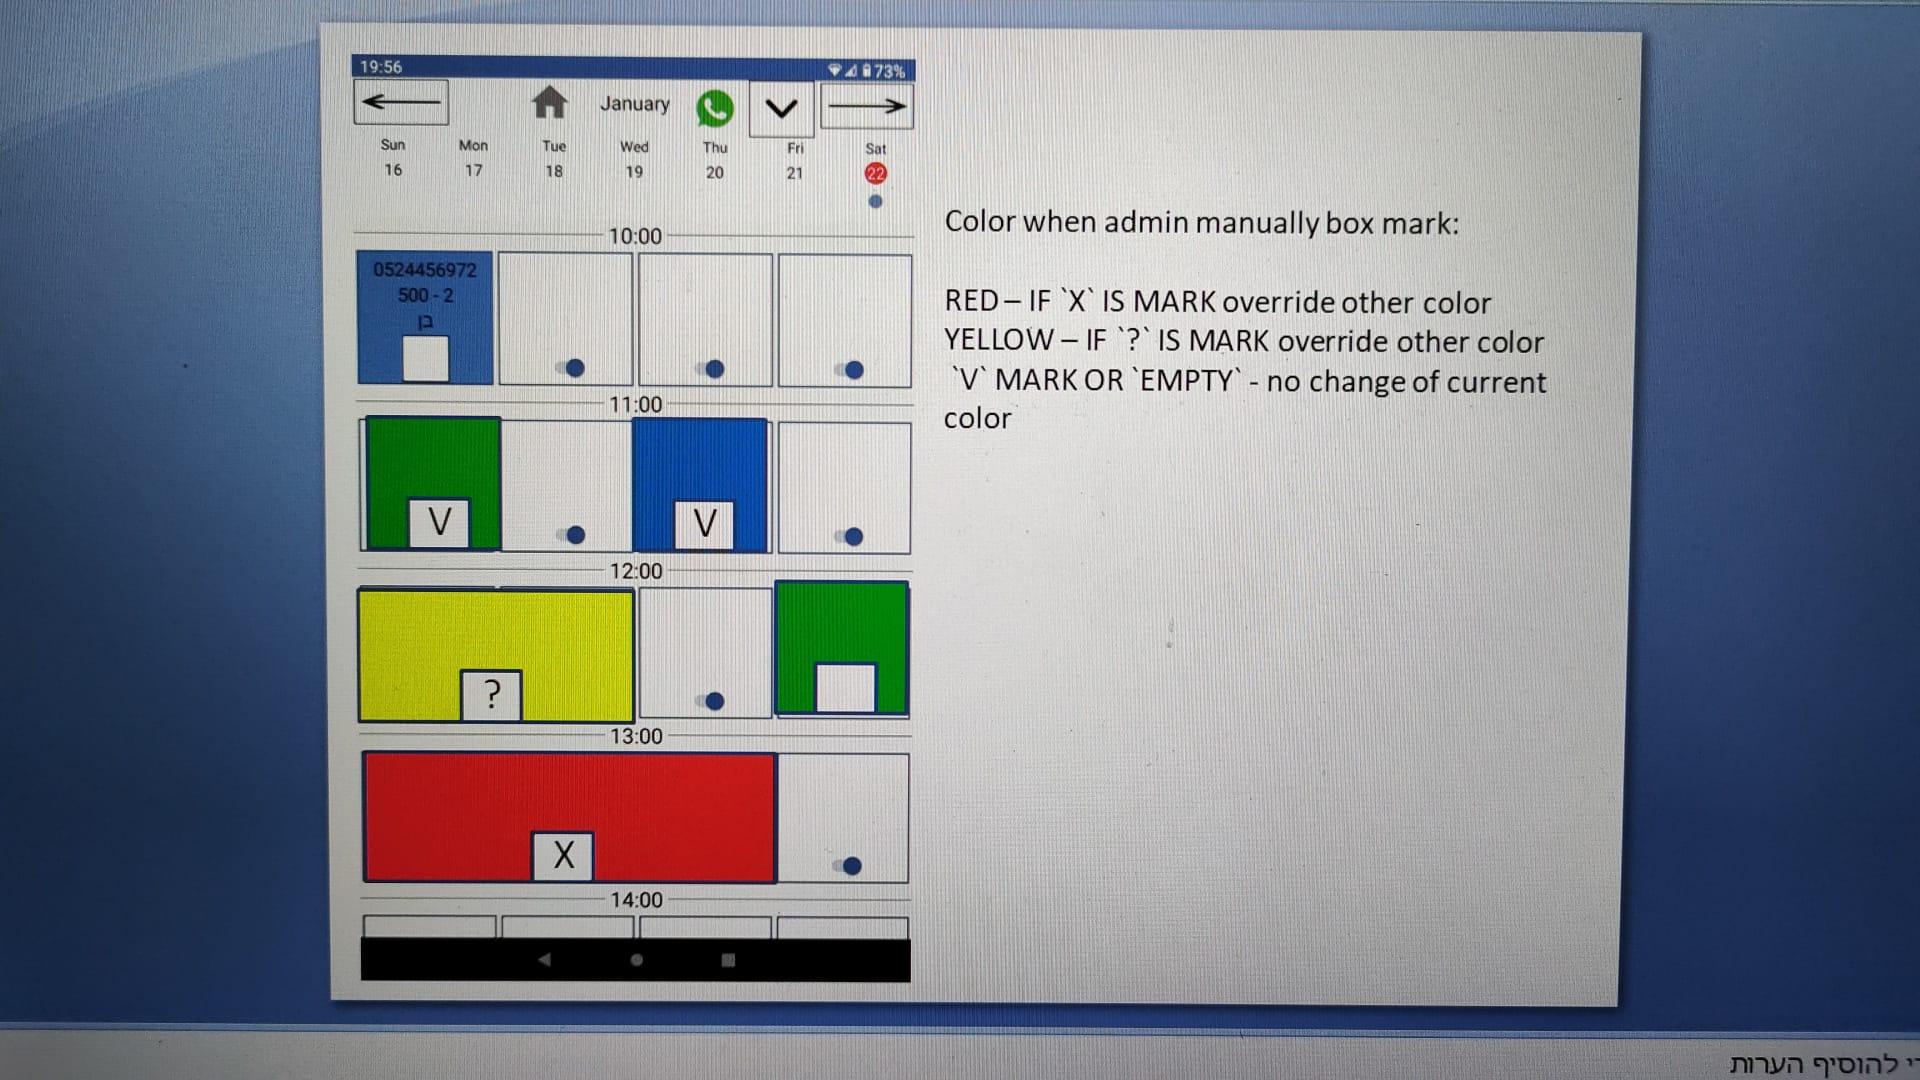 19:56
73%
January
Sun Mon Tue Wed Thu Fri Sat
16 17 18 19 20 21 22
10:00
0524456972
500 - 2
בן
11:00
V V
12:00
?
13:00
X
14:00
Color when admin manually box mark:
RED – IF `X` IS MARK override other color
YELLOW – IF `?` IS MARK override other color
`V` MARK OR `EMPTY` - no change of current
color
להוסיף הערות